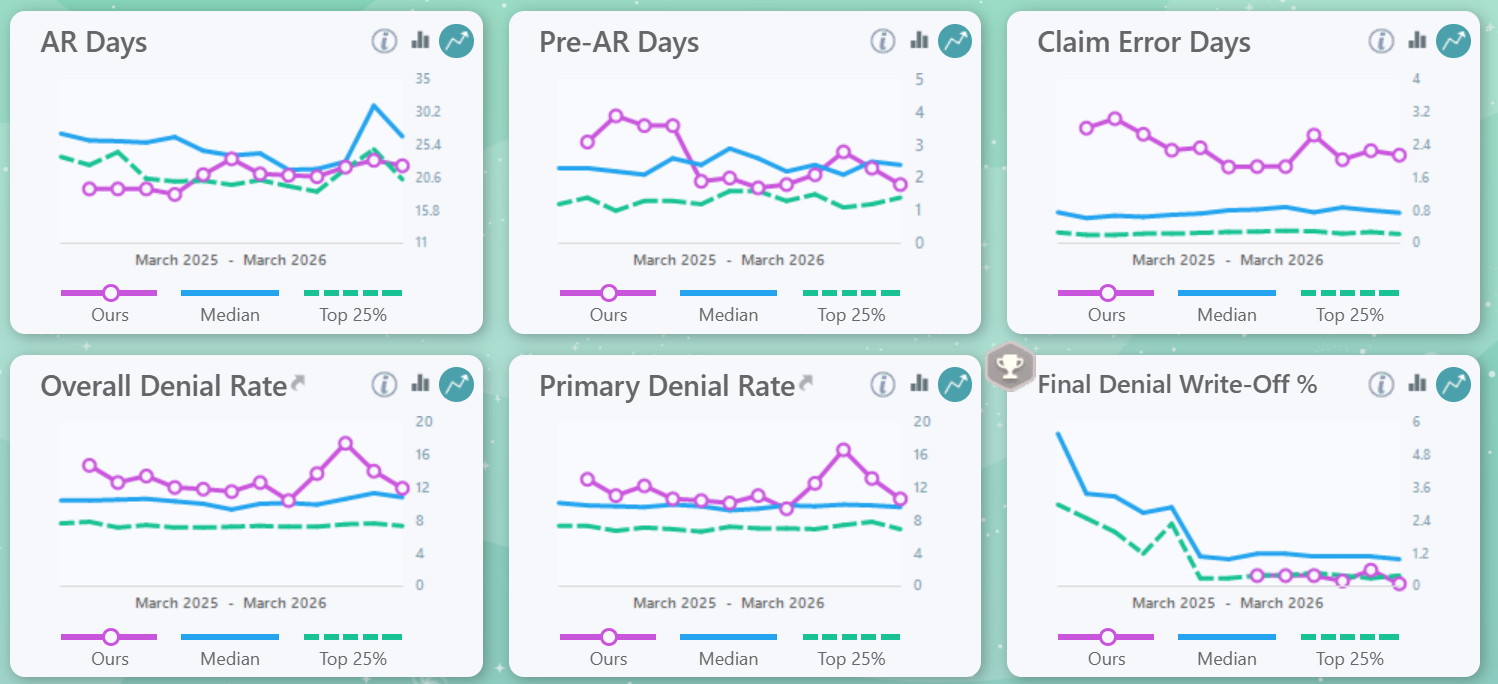 AR Days
35
30.2
25.4
20.6
15.8
11
March 2025 - March 2026
Ours Median Top 25%
Pre-AR Days
5
4
3
2
1
0
March 2025 - March 2026
Ours Median Top 25%
Claim Error Days
4
3.2
2.4
1.6
0.8
0
March 2025 - March 2026
Ours Median Top 25%
Overall Denial Rate
20
16
12
8
4
0
March 2025 - March 2026
Ours Median Top 25%
Primary Denial Rate
20
16
12
8
4
0
March 2025 - March 2026
Ours Median Top 25%
Final Denial Write-Off %
6
4.8
3.6
2.4
1.2
0
March 2025 - March 2026
Ours Median Top 25%